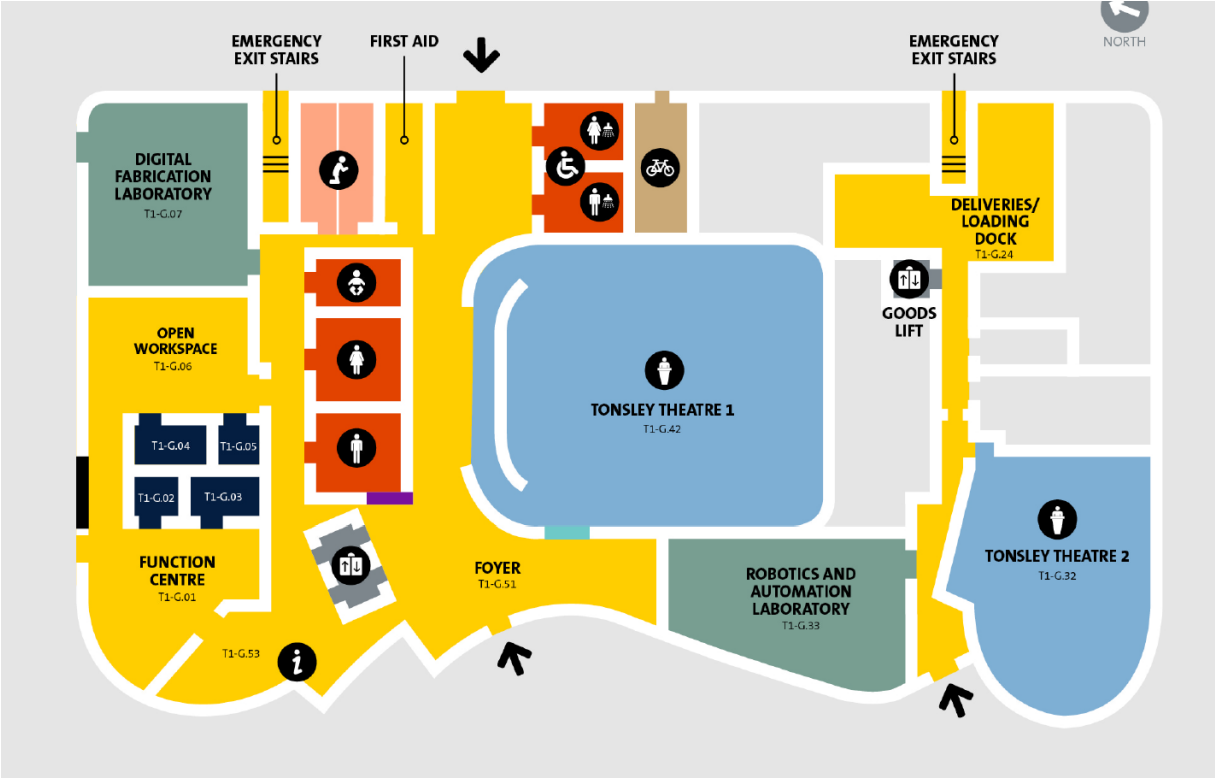 NORTH
EMERGENCY
EXIT STAIRS
FIRST AID
EMERGENCY
EXIT STAIRS
DIGITAL
FABRICATION
LABORATORY
T1-G.07
DELIVERIES/
LOADING
DOCK
T1-G.24
GOODS
LIFT
OPEN
WORKSPACE
T1-G.06
TONSLEY THEATRE 1
T1-G.42
T1-G.04
T1-G.05
T1-G.02
T1-G.03
FUNCTION
CENTRE
T1-G.01
FOYER
T1-G.51
ROBOTICS AND
AUTOMATION
LABORATORY
T1-G.33
TONSLEY THEATRE 2
T1-G.32
T1-G.53
i